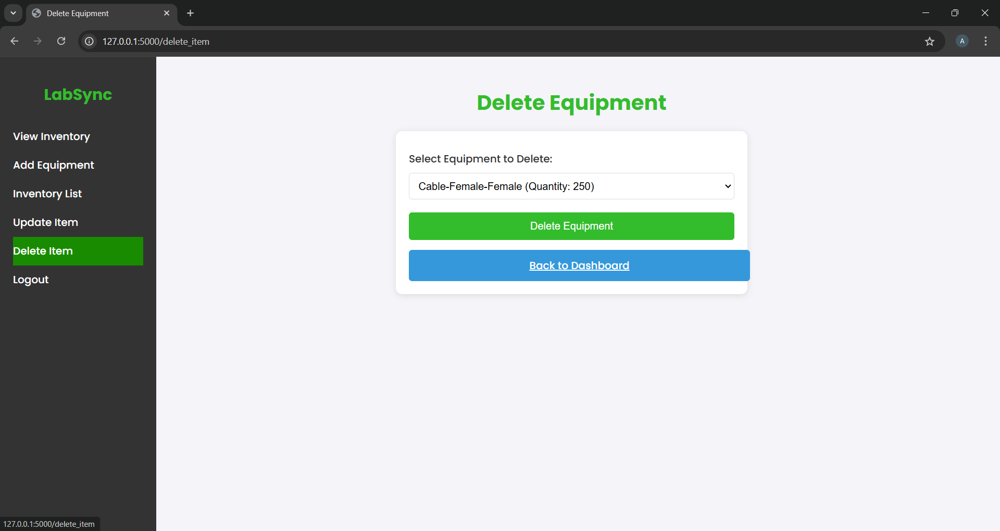 Delete Equipment
127.0.0.1:5000/delete_item
A
LabSync
View Inventory
Add Equipment
Inventory List
Update Item
Delete Item
Logout
Delete Equipment
Select Equipment to Delete:
Cable-Female-Female (Quantity: 250)
Delete Equipment
Back to Dashboard
127.0.0.1:5000/delete_item